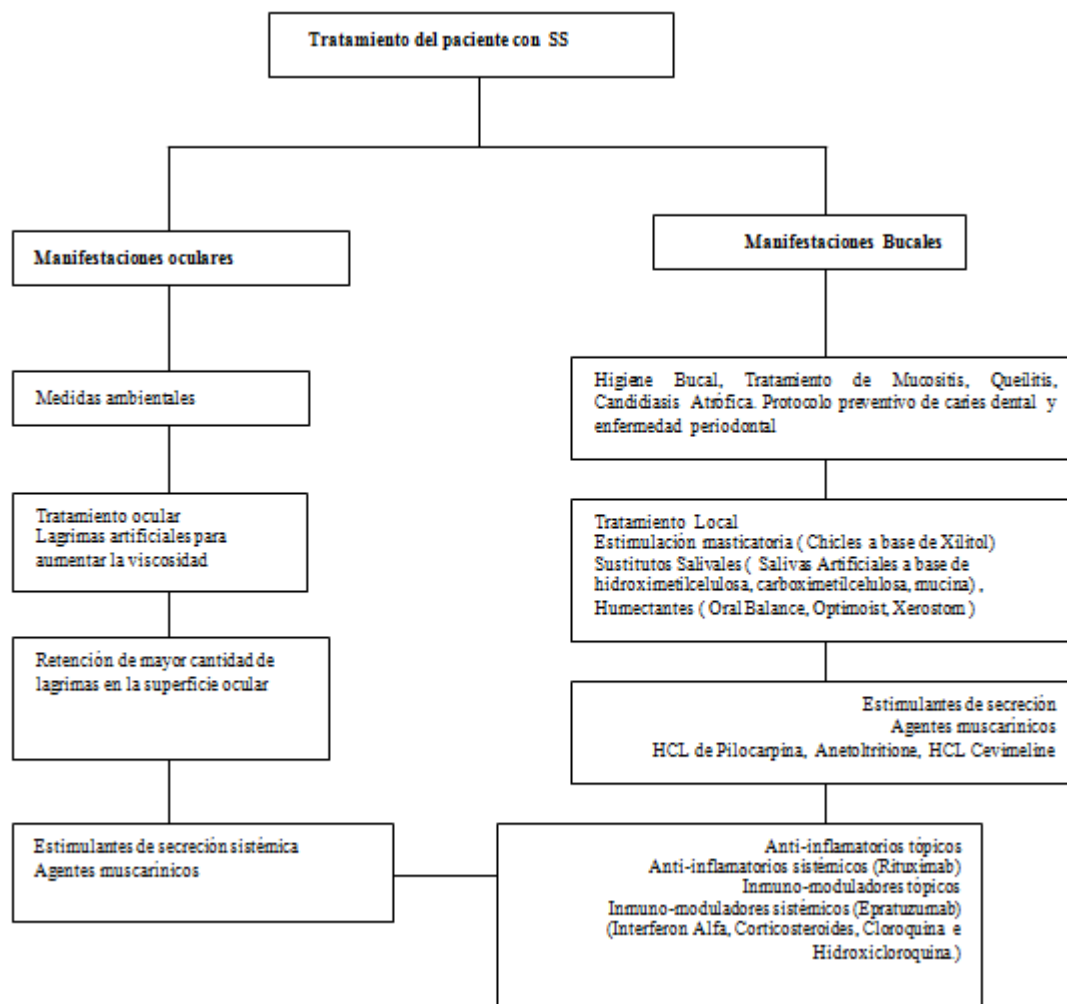 Tratamiento del paciente con SS
Manifestaciones oculares
Medidas ambientales
Tratamiento ocular
Lagrimas artificiales para
aumentar la viscosidad
Retención de mayor cantidad de
lagrimas en la superficie ocular
Estimulantes de secreción sistémica
Agentes muscarínicos
Manifestaciones Bucales
Higiene Bucal, Tratamiento de Mucositis, Queilitis,
Candidiasis Atrófica. Protocolo preventivo de caries dental y
enfermedad periodontal
Tratamiento Local
Estimulación masticatoria ( Chicles a base de Xilitol)
Sustitutos Salivales ( Salivas Artificiales a base de
hidroximetilcelulosa, carboximetilcelulosa, mucina) ,
Humectantes ( Oral Balance, Optimoist, Xerostom )
Estimulantes de secreción
Agentes muscarínicos
HCL de Pilocarpina, Anetoltritione, HCL Cevimeline
Anti-inflamatorios tópicos
Anti-inflamatorios sistémicos (Rituximab)
Inmuno-moduladores tópicos
Inmuno-moduladores sistémicos (Epratuzumab)
(Interferon Alfa, Corticosteroides, Cloroquina e
Hidroxicloroquina.)